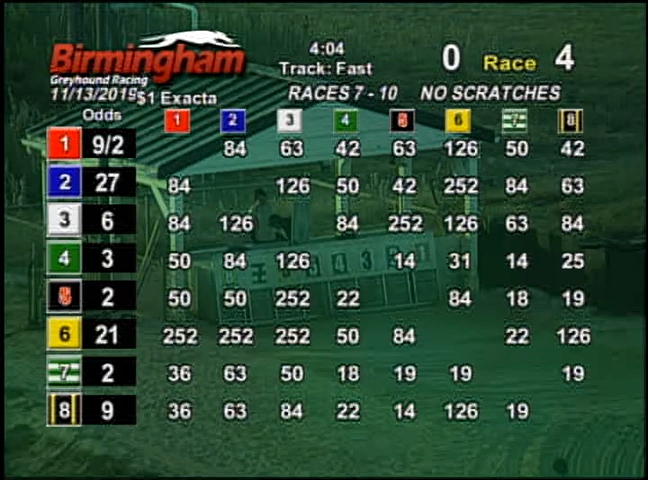 Birmingham
Greyhound Racing
4:04
Track: Fast
0 Race 4
11/13/2019 $1 Exacta RACES 7 - 10 NO SCRATCHES
Odds 1 2 3 4 5 6 7 8
1 9/2 84 63 42 63 126 50 42
2 27 84 126 50 42 252 84 63
3 6 84 126 84 252 126 63 84
4 3 50 84 126 14 31 14 25
5 2 50 50 252 22 84 18 19
6 21 252 252 252 50 84 22 126
7 2 36 63 50 18 19 19 19
8 9 36 63 84 22 14 126 19